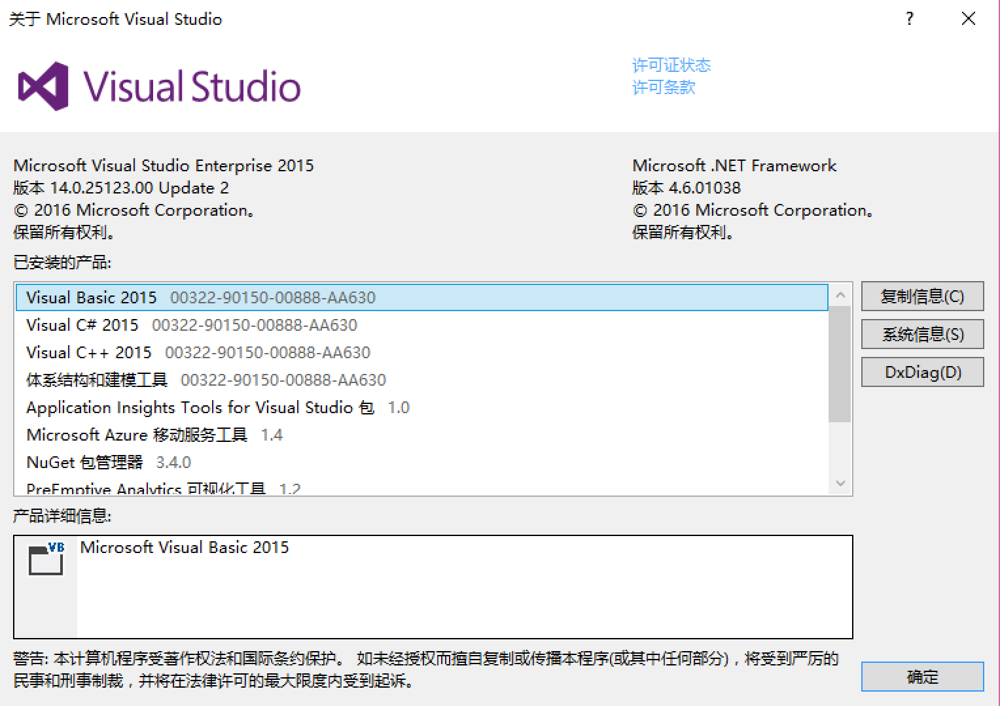 关于 Microsoft Visual Studio
?
Visual Studio
许可证状态
许可条款
Microsoft Visual Studio Enterprise 2015
版本 14.0.25123.00 Update 2
© 2016 Microsoft Corporation。
保留所有权利。
Microsoft .NET Framework
版本 4.6.01038
© 2016 Microsoft Corporation。
保留所有权利。
已安装的产品:
Visual Basic 2015 00322-90150-00888-AA630
Visual C# 2015 00322-90150-00888-AA630
Visual C++ 2015 00322-90150-00888-AA630
体系结构和建模工具 00322-90150-00888-AA630
Application Insights Tools for Visual Studio 包 1.0
Microsoft Azure 移动服务工具 1.4
NuGet 包管理器 3.4.0
PreEmptive Analytics 可视化工具 1.2
复制信息(C)
系统信息(S)
DxDiag(D)
产品详细信息:
VB
Microsoft Visual Basic 2015
警告: 本计算机程序受著作权法和国际条约保护。 如未经授权而擅自复制或传播本程序(或其中任何部分)，将受到严厉的
民事和刑事制裁，并将在法律许可的最大限度内受到起诉。
确定